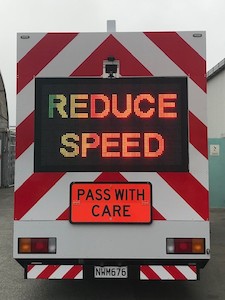 REDUCE
SPEED
PASS WITH
CARE
NWM676